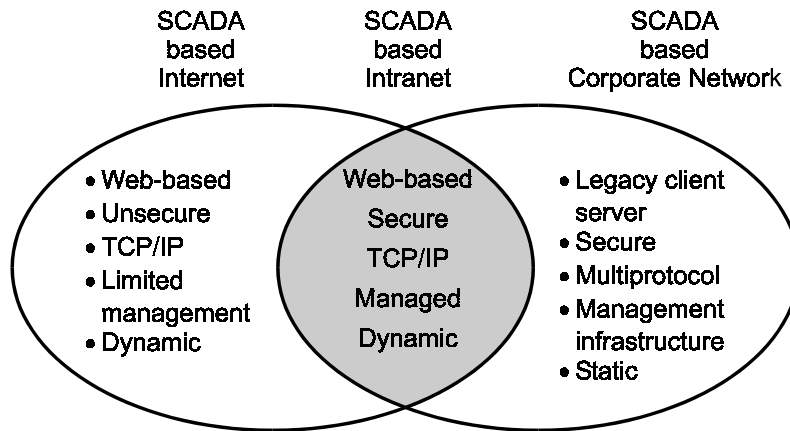 SCADA
based
Internet
SCADA
based
Intranet
SCADA
based
Corporate Network
• Web-based
• Unsecure
• TCP/IP
• Limited
management
• Dynamic
Web-based
Secure
TCP/IP
Managed
Dynamic
• Legacy client
server
• Secure
• Multiprotocol
• Management
infrastructure
• Static